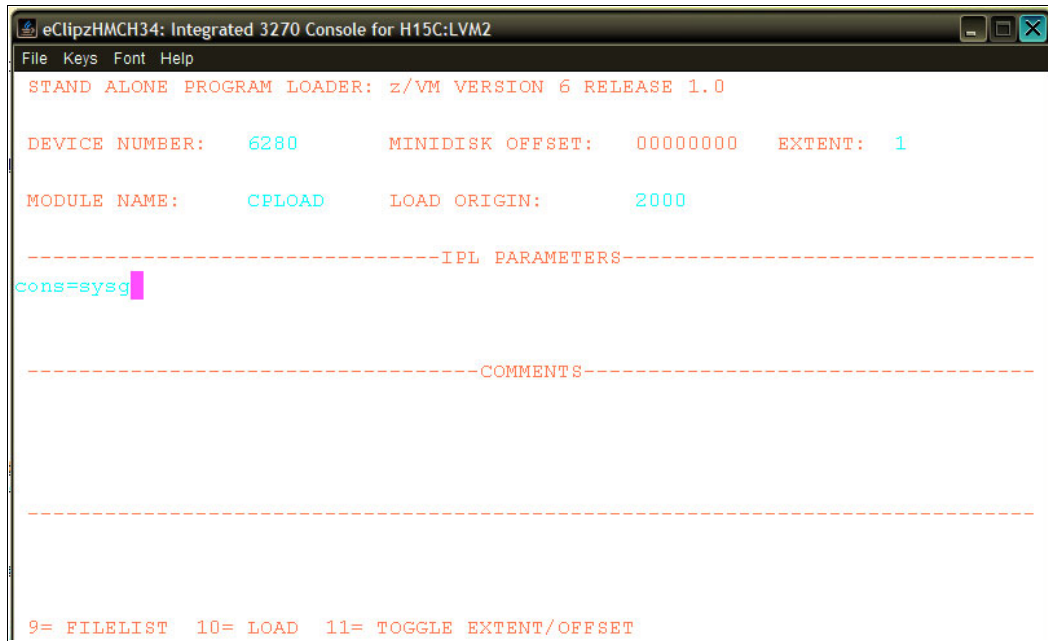 eClipzHMCH34: Integrated 3270 Console for H15C:LVM2
File Keys Font Help
STAND ALONE PROGRAM LOADER: z/VM VERSION 6 RELEASE 1.0
DEVICE NUMBER: 6280 MINIDISK OFFSET: 00000000 EXTENT: 1
MODULE NAME: CPLOAD LOAD ORIGIN: 2000
--------------------------------IPL PARAMETERS--------------------------------
cons=sysg
-----------------------------------COMMENTS-----------------------------------
------------------------------------------------------------------------------
9= FILELIST 10= LOAD 11= TOGGLE EXTENT/OFFSET